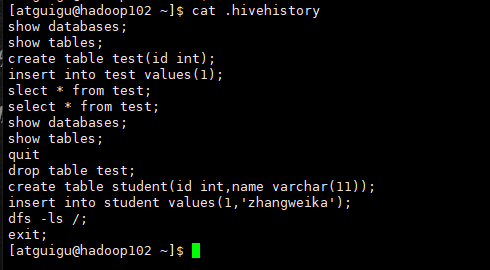 [atguigu@hadoop102 ~]$ cat .hivehistory
show databases;
show tables;
create table test(id int);
insert into test values(1);
slect * from test;
select * from test;
show databases;
show tables;
quit
drop table test;
create table student(id int,name varchar(11));
insert into student values(1,'zhangweika');
dfs -ls /;
exit;
[atguigu@hadoop102 ~]$